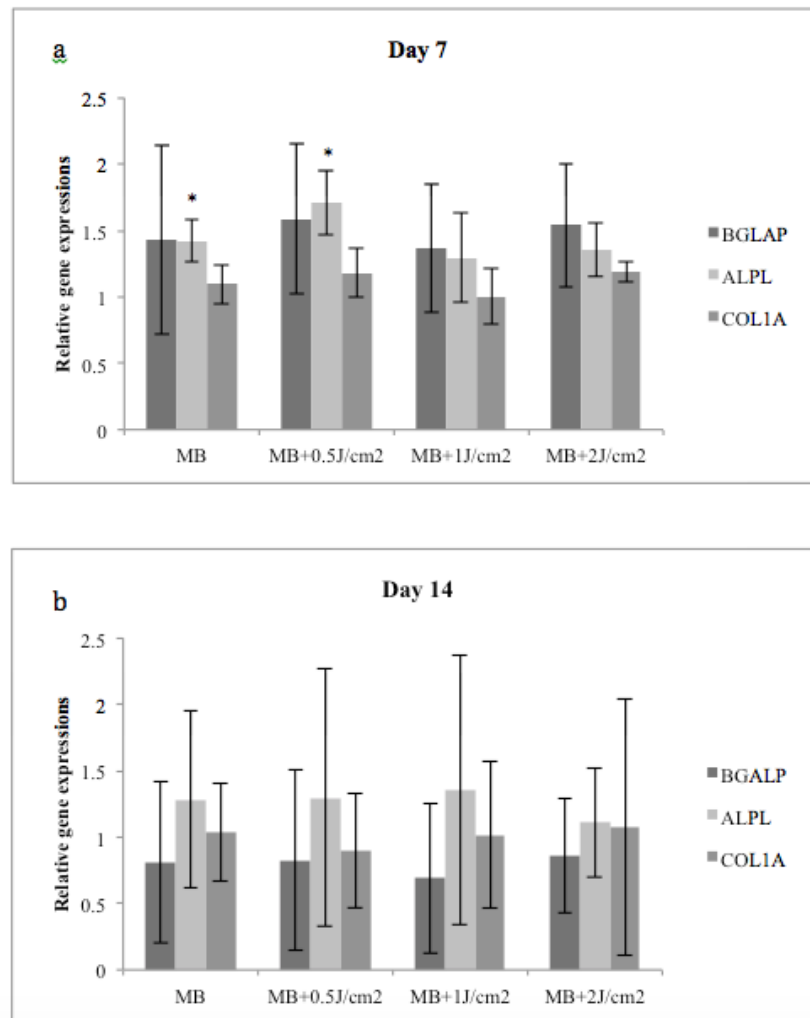 a
Day 7
2.5
2
1.5
1
0.5
0
Relative gene expressions
*
*
MB
MB+0.5J/cm2
MB+1J/cm2
MB+2J/cm2
BGLAP
ALPL
COL1A
b
Day 14
2.5
2
1.5
1
0.5
0
Relative gene expressions
MB
MB+0.5J/cm2
MB+1J/cm2
MB+2J/cm2
BGALP
ALPL
COL1A